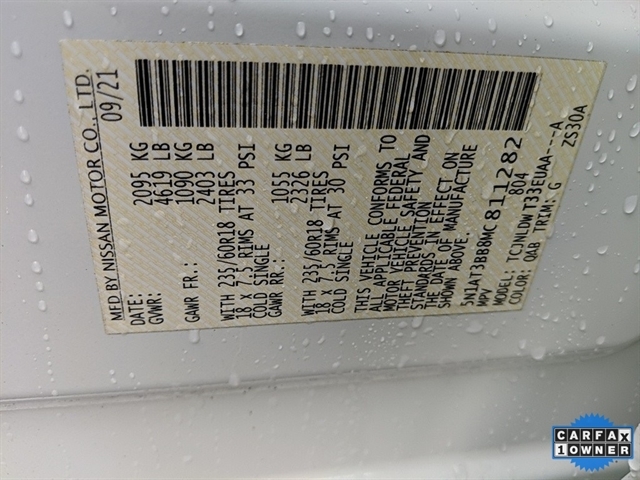 MFD BY NISSAN MOTOR CO., LTD.
DATE: 09/21
GVWR: 2095 KG
4619 LB
GAWR FR.: 1090 KG
2403 LB
WITH 235/60R18 TIRES
18 x 7.5 RIMS AT 33 PSI
COLD SINGLE
GAWR RR.: 1055 KG
2326 LB
WITH 235/60R18 TIRES
18 x 7.5 RIMS AT 30 PSI
COLD SINGLE
THIS VEHICLE CONFORMS TO
ALL APPLICABLE FEDERAL
MOTOR VEHICLE SAFETY AND
THEFT PREVENTION
STANDARDS IN EFFECT ON
THE DATE OF MANUFACTURE
SHOWN ABOVE.
5N1AT3BB8MC811282
MPV 804
MODEL: TCJNLDWT33EUAA---A
COLOR: QAB TRIM: G ZS30A
CARFAX
1 OWNER